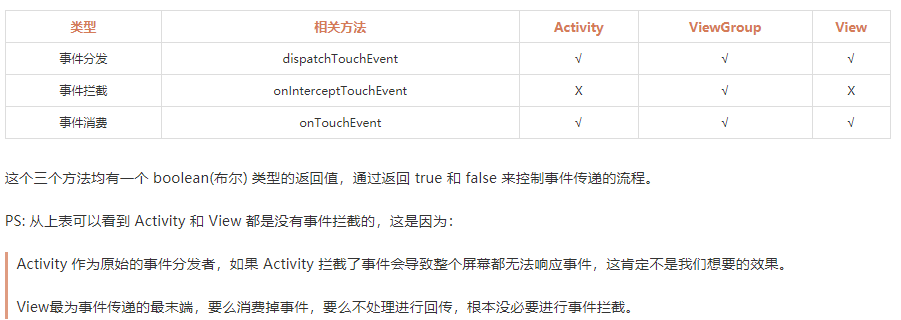 类型 相关方法 Activity ViewGroup View
事件分发 dispatchTouchEvent √ √ √
事件拦截 onInterceptTouchEvent X √ X
事件消费 onTouchEvent √ √ √
这个三个方法均有一个 boolean(布尔) 类型的返回值，通过返回 true 和 false 来控制事件传递的流程。
PS: 从上表可以看到 Activity 和 View 都是没有事件拦截的，这是因为：
Activity 作为原始的事件分发者，如果 Activity 拦截了事件会导致整个屏幕都无法响应事件，这肯定不是我们想要的效果。
View最为事件传递的最末端，要么消费掉事件，要么不处理进行回传，根本没必要进行事件拦截。